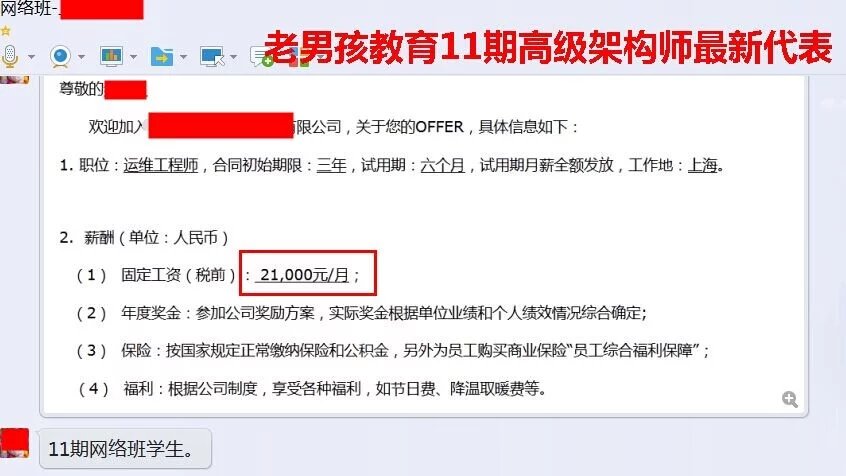 网络班-
老男孩教育11期高级架构师最新代表
尊敬的
欢迎加入 有限公司，关于您的OFFER，具体信息如下：
1. 职位：运维工程师，合同初始期限：三年，试用期：六个月，试用期月薪全额发放，工作地：上海。
2. 薪酬（单位：人民币）
（1） 固定工资（税前）：21,000元/月；
（2） 年度奖金：参加公司奖励方案，实际奖金根据单位业绩和个人绩效情况综合确定;
（3） 保险：按国家规定正常缴纳保险和公积金，另外为员工购买商业保险“员工综合福利保障”；
（4） 福利：根据公司制度，享受各种福利，如节日费、降温取暖费等。
11期网络班学生。